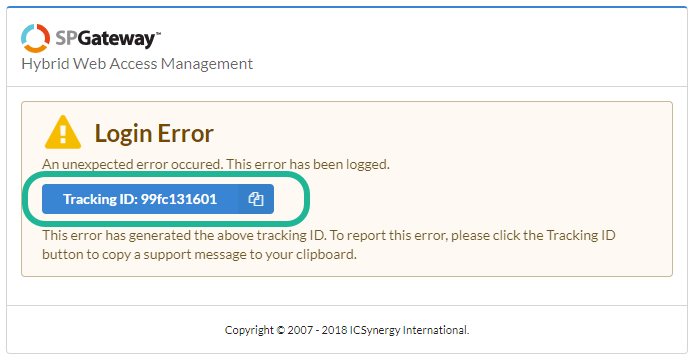 SPGateway™
Hybrid Web Access Management
Login Error
An unexpected error occured. This error has been logged.
Tracking ID: 99fc131601
This error has generated the above tracking ID. To report this error, please click the Tracking ID
button to copy a support message to your clipboard.
Copyright © 2007 - 2018 ICSynergy International.